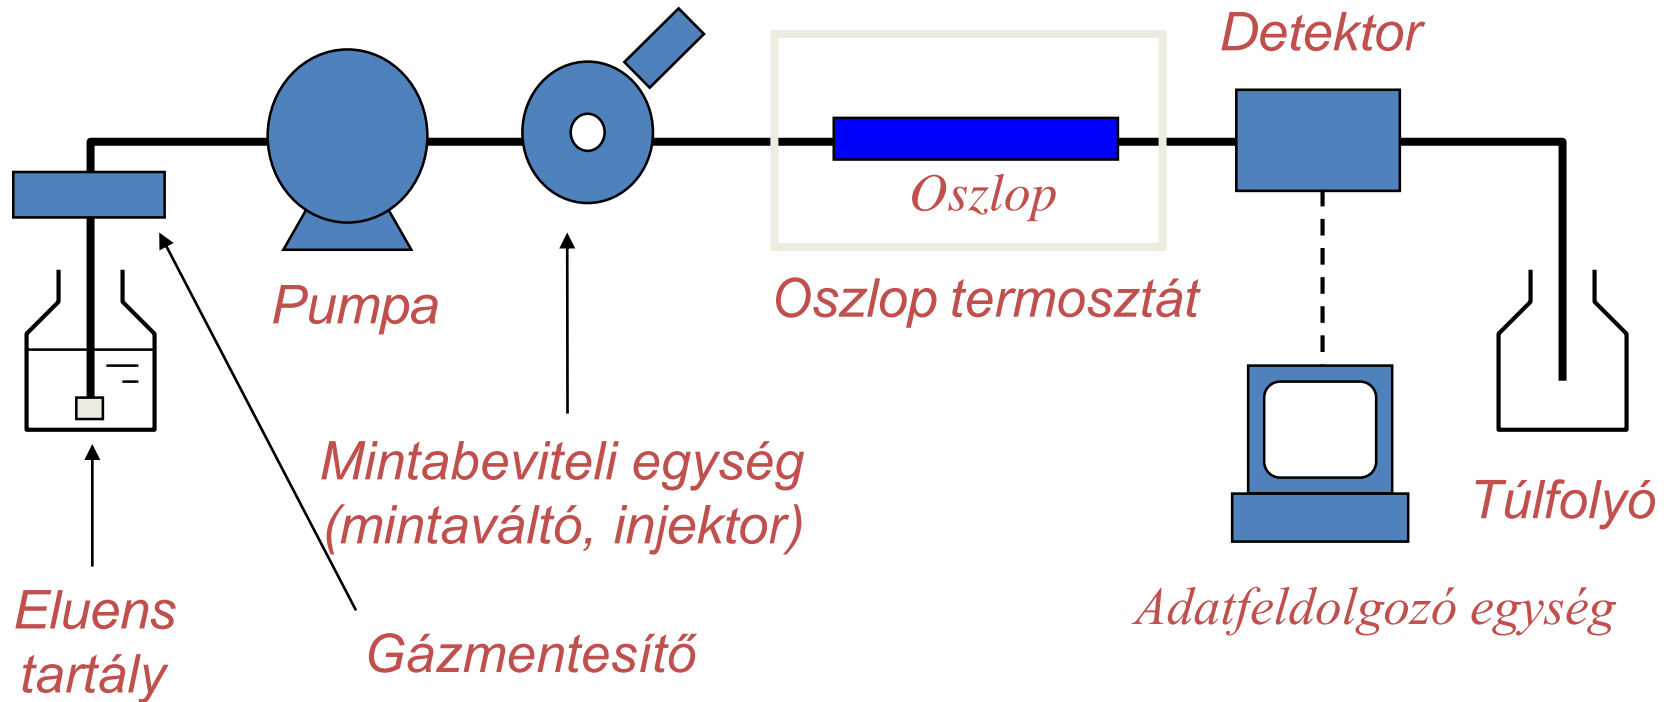 Detektor
Oszlop
Pumpa
Oszlop termosztát
Mintabeviteli egység
(mintaváltó, injektor)
Túlfolyó
Eluens
tartály
Gázmentesítő
Adatfeldolgozó egység